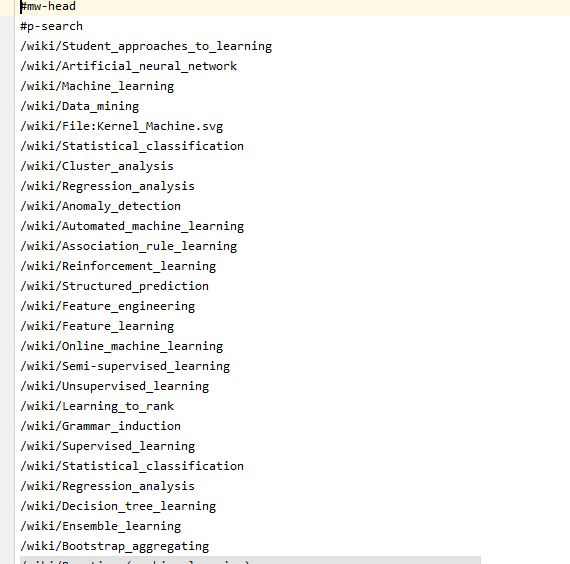 #mw-head
#p-search
/wiki/Student_approaches_to_learning
/wiki/Artificial_neural_network
/wiki/Machine_learning
/wiki/Data_mining
/wiki/File:Kernel_Machine.svg
/wiki/Statistical_classification
/wiki/Cluster_analysis
/wiki/Regression_analysis
/wiki/Anomaly_detection
/wiki/Automated_machine_learning
/wiki/Association_rule_learning
/wiki/Reinforcement_learning
/wiki/Structured_prediction
/wiki/Feature_engineering
/wiki/Feature_learning
/wiki/Online_machine_learning
/wiki/Semi-supervised_learning
/wiki/Unsupervised_learning
/wiki/Learning_to_rank
/wiki/Grammar_induction
/wiki/Supervised_learning
/wiki/Statistical_classification
/wiki/Regression_analysis
/wiki/Decision_tree_learning
/wiki/Ensemble_learning
/wiki/Bootstrap_aggregating